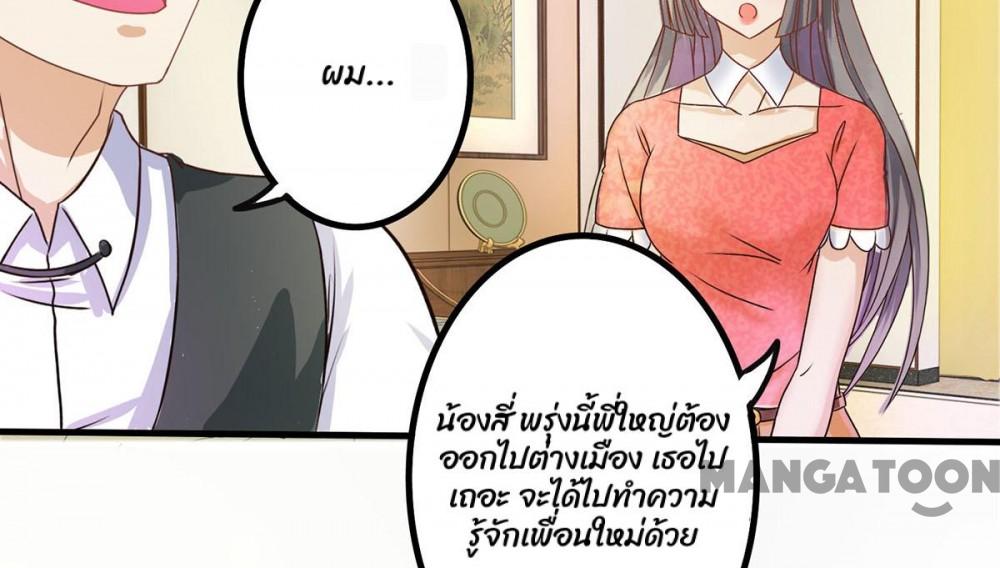 ผม...
น้องสี่ พรุ่งนี้พี่ใหญ่ต้อง
ออกไปต่างเมือง เธอไป
เถอะ จะได้ไปทำความ
รู้จักเพื่อนใหม่ด้วย
MANGATOON